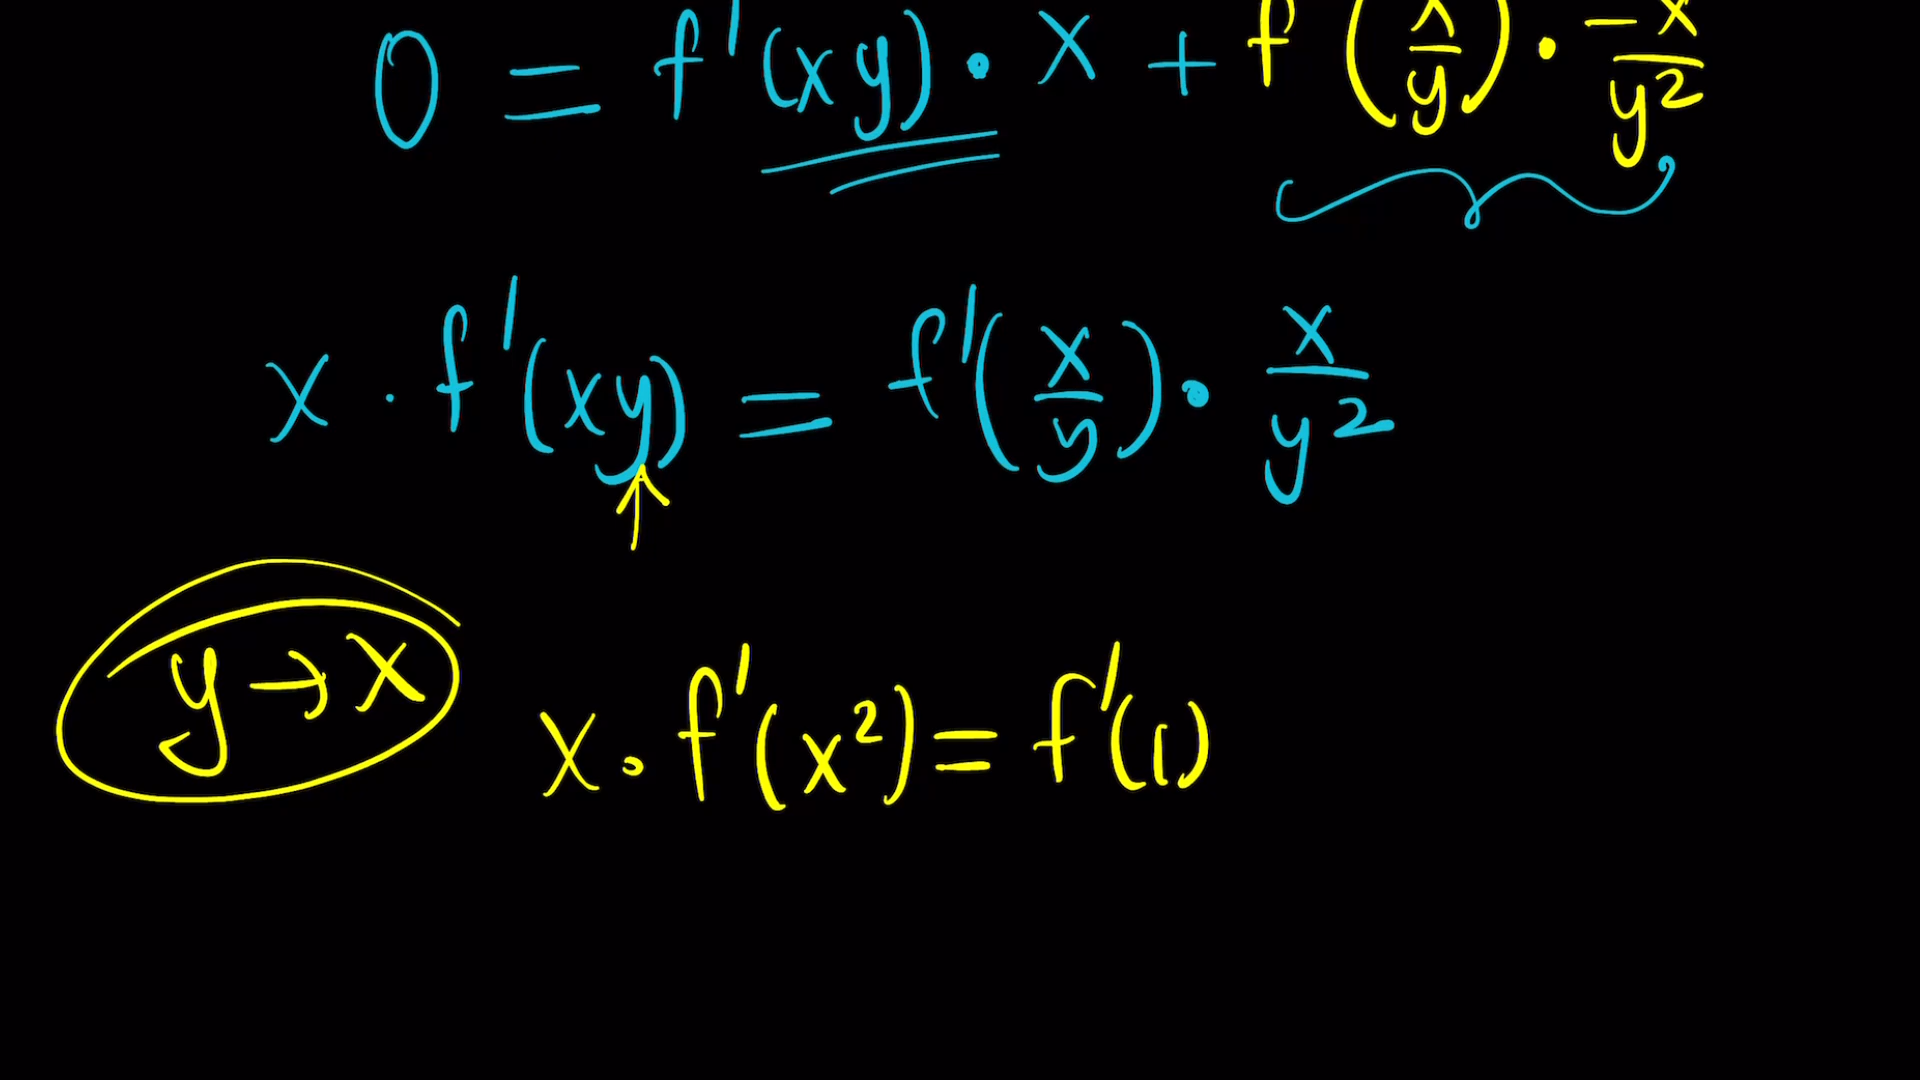 0 = f'(xy) · x + f (x/y) · -x/y²
x · f'(xy) = f'(x/y) · x/y²
y → x x · f'(x²) = f'(1)